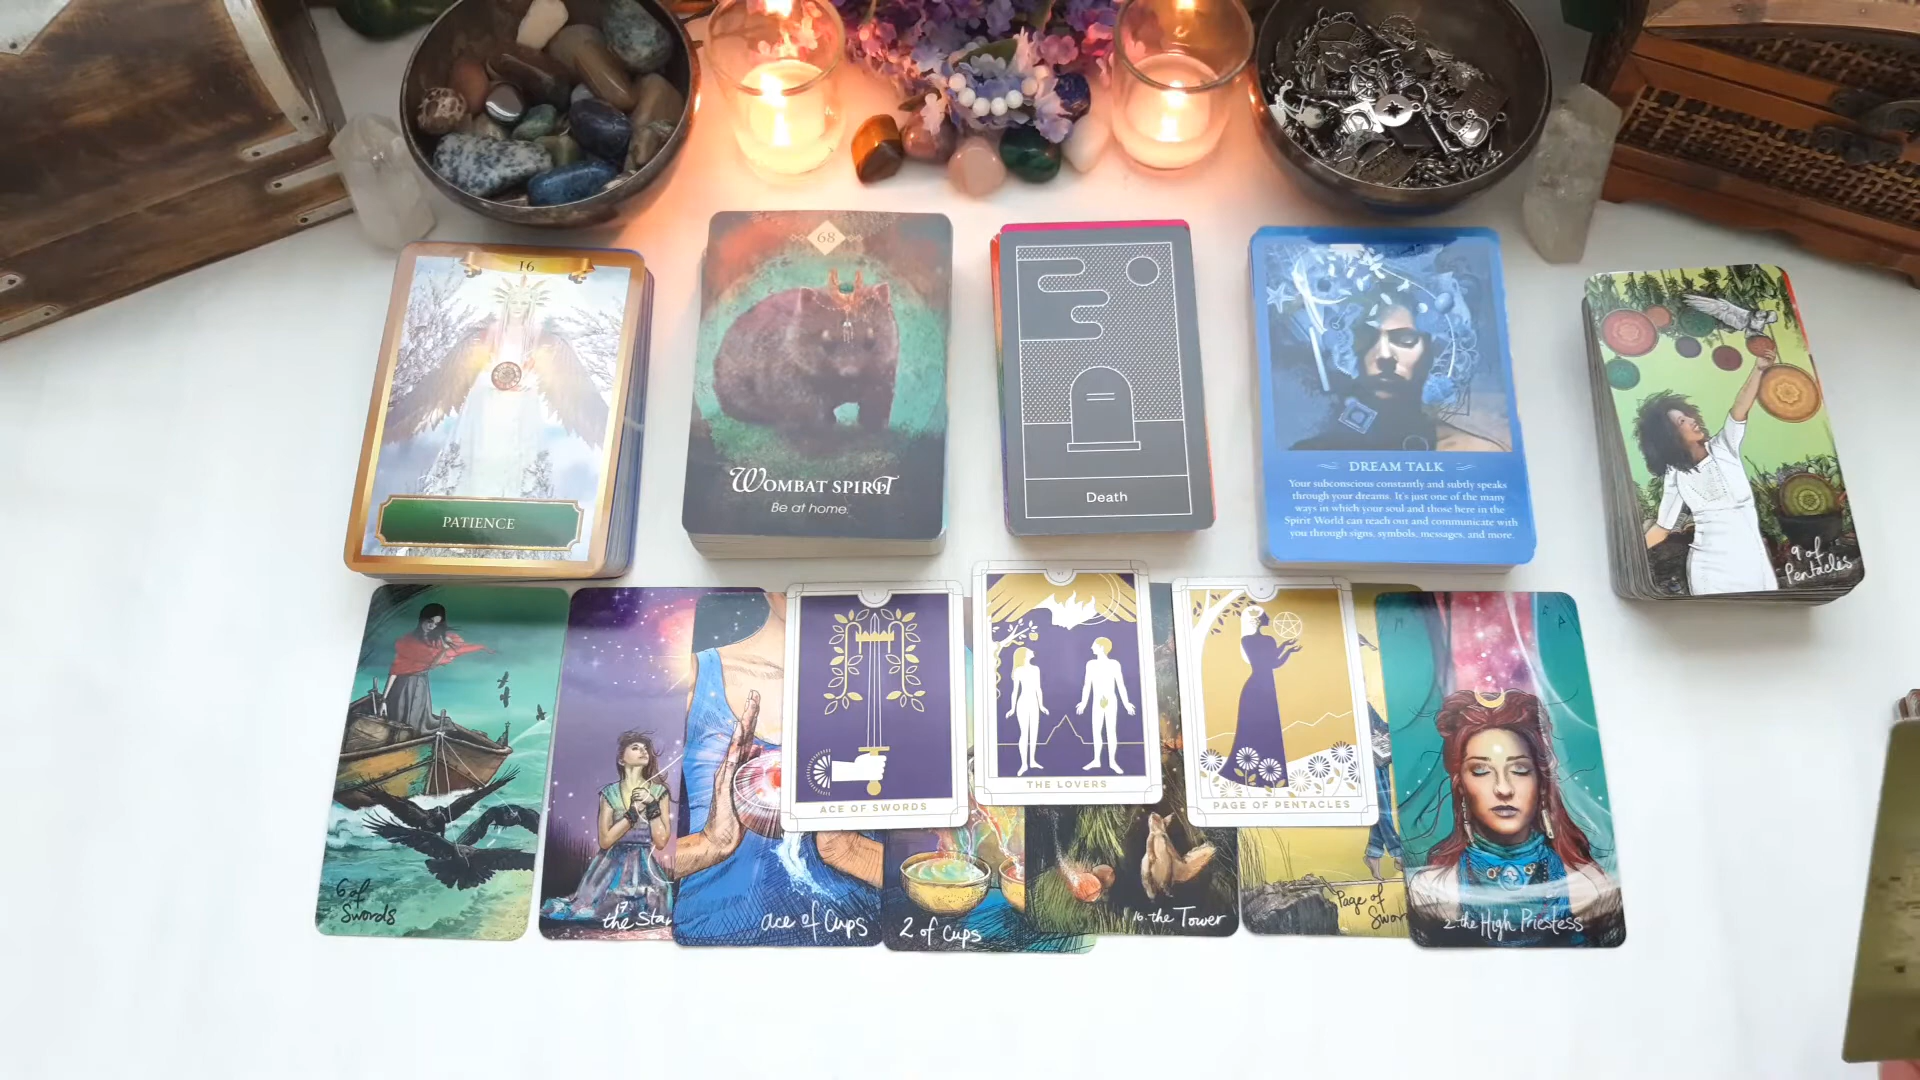 16
PATIENCE
68
WOMBAT SPIRIT
Be at home
Death
DREAM TALK
Your subconscious constantly and subtly speaks
through your dreams. It's just one of the many
ways in which your soul and those here in the
Spirit World can reach out and communicate with
you through signs, symbols, messages, and more.
9 of
Pentacles
6 of
Swords
17
the Sta
ace of Cups
2 of Cups
16. the Tower
Page of
Swor
2. the High Priestess
I
ACE OF SWORDS
VI
THE LOVERS
PAGE OF PENTACLES